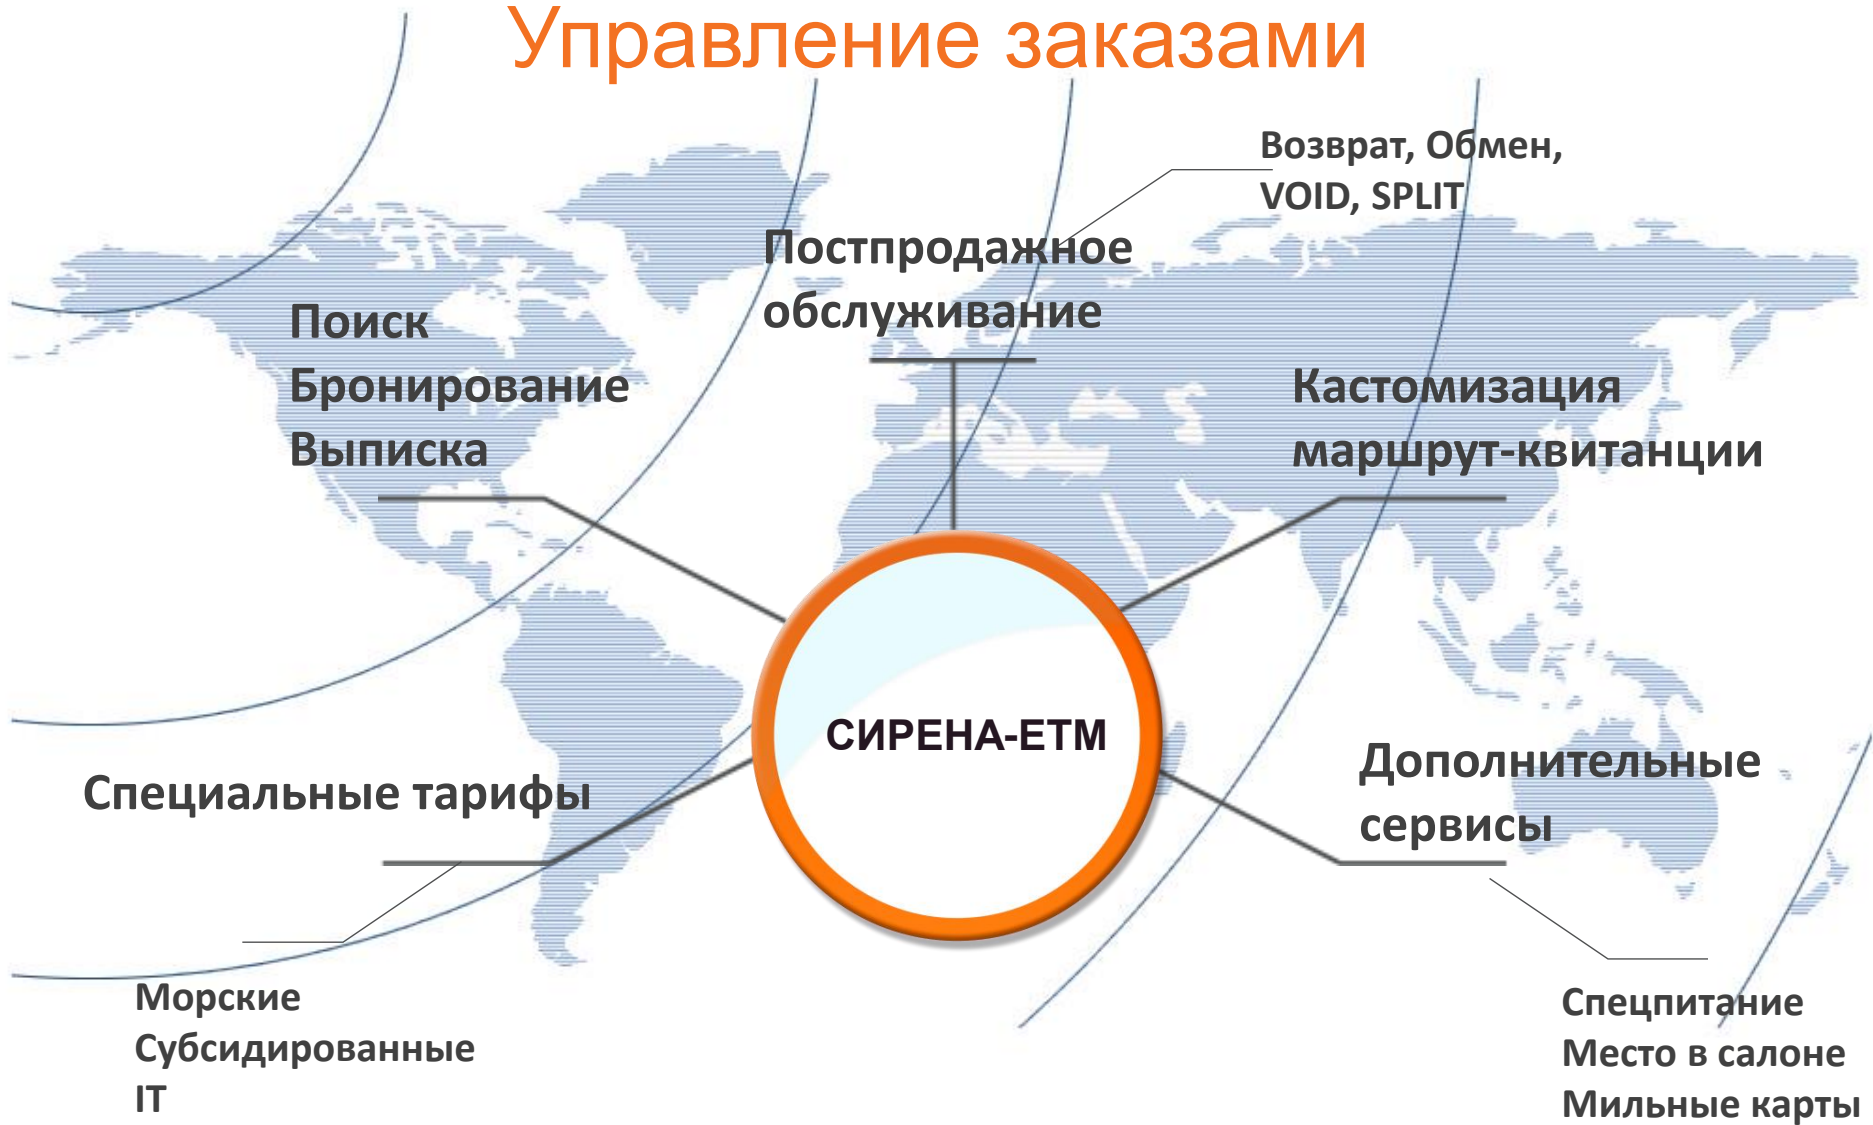 Управление заказами
Возврат, Обмен,
VOID, SPLIT
Постпродажное
обслуживание
Поиск
Бронирование
Выписка
Кастомизация
маршрут-квитанции
СИРЕНА-ЕТМ
Специальные тарифы
Дополнительные
сервисы
Морские
Субсидированные
IT
Спецпитание
Место в салоне
Мильные карты